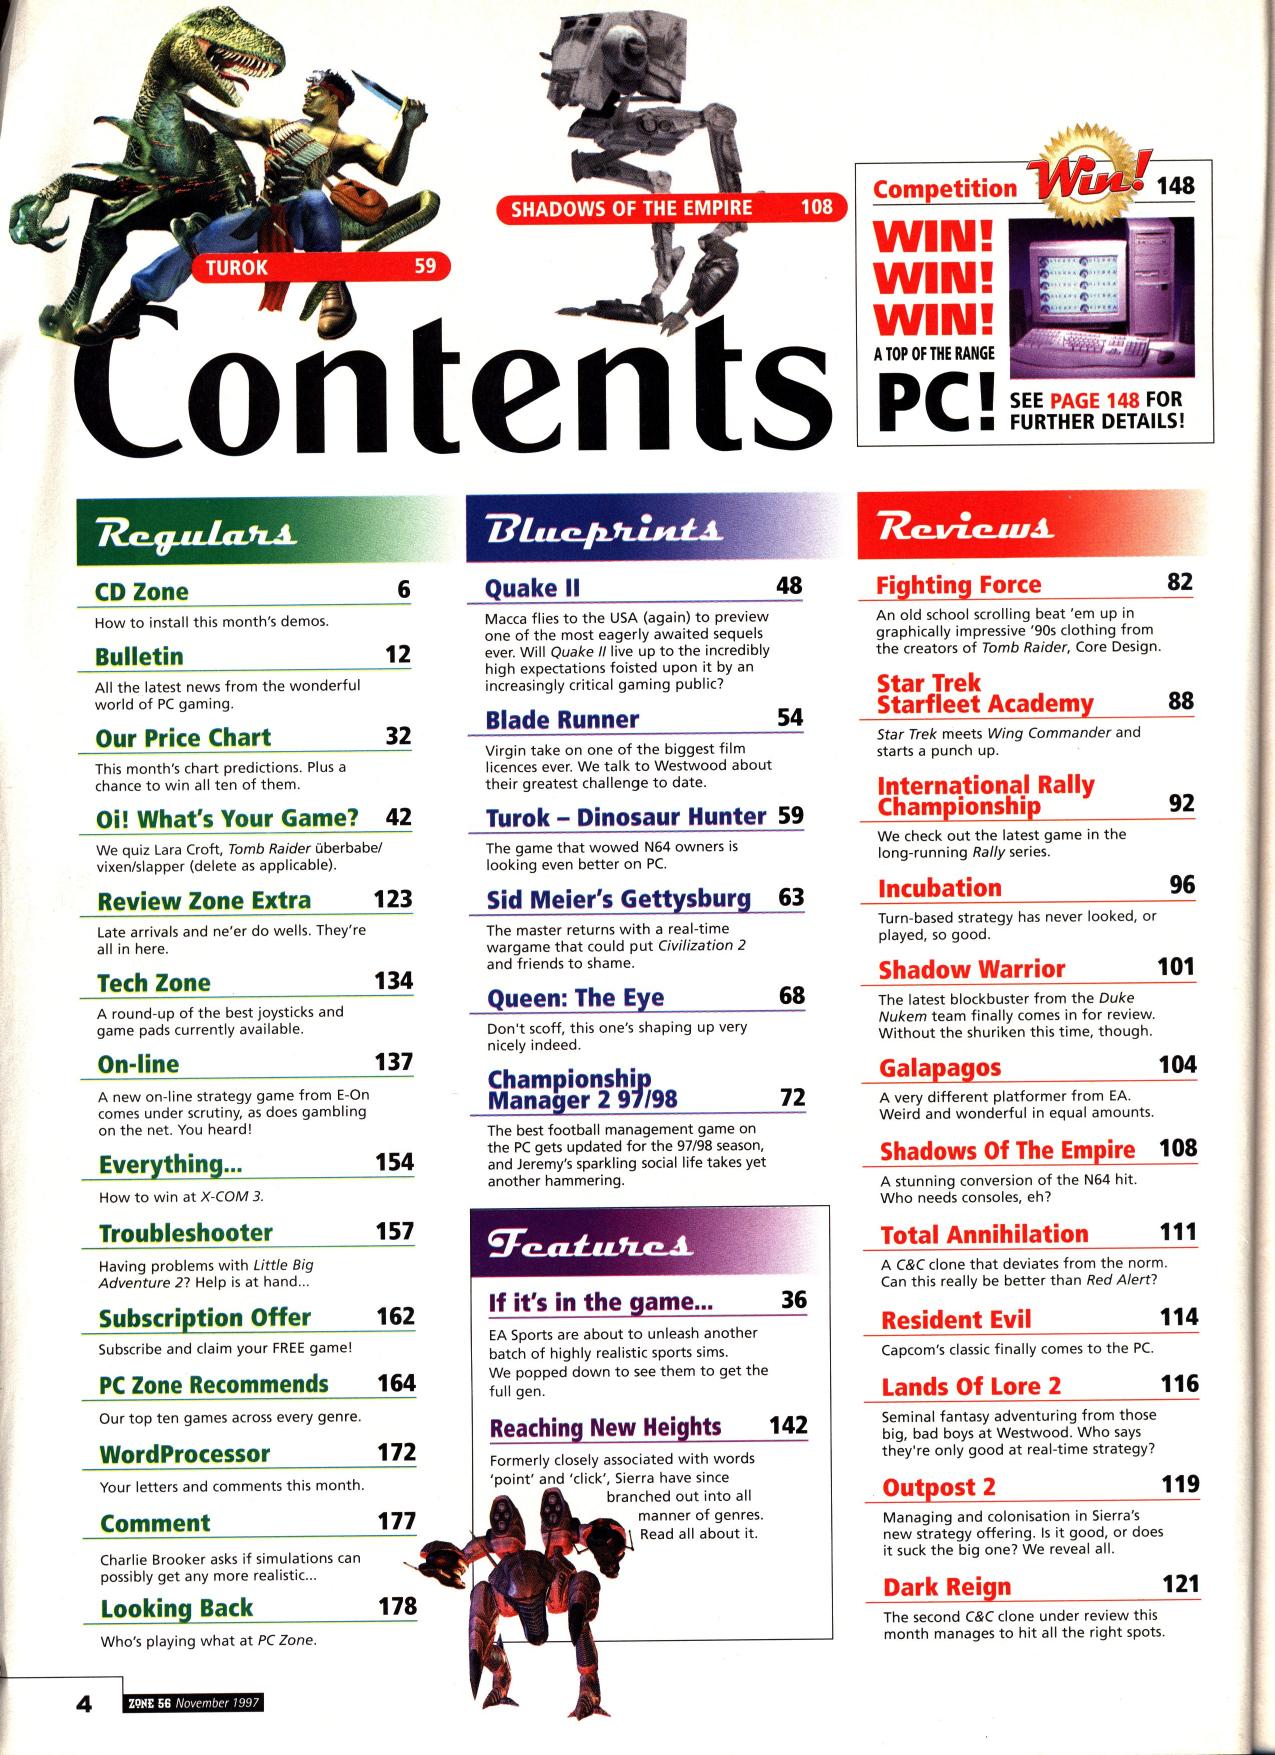 TUROK 59
SHADOWS OF THE EMPIRE 108
Competition Win! 148
WIN!
WIN!
WIN!
A TOP OF THE RANGE
PC!
SEE PAGE 148 FOR
FURTHER DETAILS!
Contents
Regulars
CD Zone 6
How to install this month's demos.
Bulletin 12
All the latest news from the wonderful
world of PC gaming.
Our Price Chart 32
This month's chart predictions. Plus a
chance to win all ten of them.
Oi! What's Your Game? 42
We quiz Lara Croft, Tomb Raider überbabe/
vixen/slapper (delete as applicable).
Review Zone Extra 123
Late arrivals and ne'er do wells. They're
all in here.
Tech Zone 134
A round-up of the best joysticks and
game pads currently available.
On-line 137
A new on-line strategy game from E-On
comes under scrutiny, as does gambling
on the net. You heard!
Everything... 154
How to win at X-COM 3.
Troubleshooter 157
Having problems with Little Big
Adventure 2? Help is at hand...
Subscription Offer 162
Subscribe and claim your FREE game!
PC Zone Recommends 164
Our top ten games across every genre.
WordProcessor 172
Your letters and comments this month.
Comment 177
Charlie Brooker asks if simulations can
possibly get any more realistic...
Looking Back 178
Who's playing what at PC Zone.
Blueprints
Quake II 48
Macca flies to the USA (again) to preview
one of the most eagerly awaited sequels
ever. Will Quake II live up to the incredibly
high expectations foisted upon it by an
increasingly critical gaming public?
Blade Runner 54
Virgin take on one of the biggest film
licences ever. We talk to Westwood about
their greatest challenge to date.
Turok – Dinosaur Hunter 59
The game that wowed N64 owners is
looking even better on PC.
Sid Meier's Gettysburg 63
The master returns with a real-time
wargame that could put Civilization 2
and friends to shame.
Queen: The Eye 68
Don't scoff, this one's shaping up very
nicely indeed.
Championship
Manager 2 97/98 72
The best football management game on
the PC gets updated for the 97/98 season,
and Jeremy's sparkling social life takes yet
another hammering.
Features
If it's in the game... 36
EA Sports are about to unleash another
batch of highly realistic sports sims.
We popped down to see them to get the
full gen.
Reaching New Heights 142
Formerly closely associated with words
'point' and 'click', Sierra have since
branched out into all
manner of genres.
Read all about it.
Reviews
Fighting Force 82
An old school scrolling beat 'em up in
graphically impressive '90s clothing from
the creators of Tomb Raider, Core Design.
Star Trek
Starfleet Academy 88
Star Trek meets Wing Commander and
starts a punch up.
International Rally
Championship 92
We check out the latest game in the
long-running Rally series.
Incubation 96
Turn-based strategy has never looked, or
played, so good.
Shadow Warrior 101
The latest blockbuster from the Duke
Nukem team finally comes in for review.
Without the shuriken this time, though.
Galapagos 104
A very different platformer from EA.
Weird and wonderful in equal amounts.
Shadows Of The Empire 108
A stunning conversion of the N64 hit.
Who needs consoles, eh?
Total Annihilation 111
A C&C clone that deviates from the norm.
Can this really be better than Red Alert?
Resident Evil 114
Capcom's classic finally comes to the PC.
Lands Of Lore 2 116
Seminal fantasy adventuring from those
big, bad boys at Westwood. Who says
they're only good at real-time strategy?
Outpost 2 119
Managing and colonisation in Sierra's
new strategy offering. Is it good, or does
it suck the big one? We reveal all.
Dark Reign 121
The second C&C clone under review this
month manages to hit all the right spots.
4 ZONE 56 November 1997